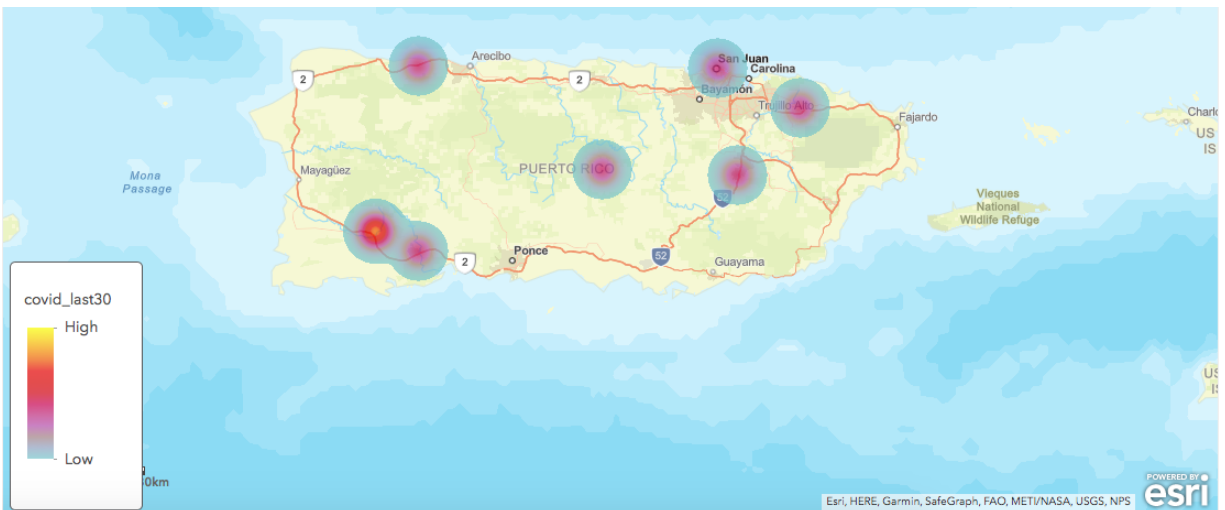 Arecibo
San Juan
Carolina
2
2
Bayamón
Trujillo Alto
Fajardo
Charl
US
IS
PUERTO RICO
Mayagüez
Mona
Passage
52
Vieques
National
Wildlife Refuge
Ponce
2
52
Guayama
covid_last30
High
Low
0km
US
Esri, HERE, Garmin, SafeGraph, FAO, METI/NASA, USGS, NPS
POWERED BY
esri